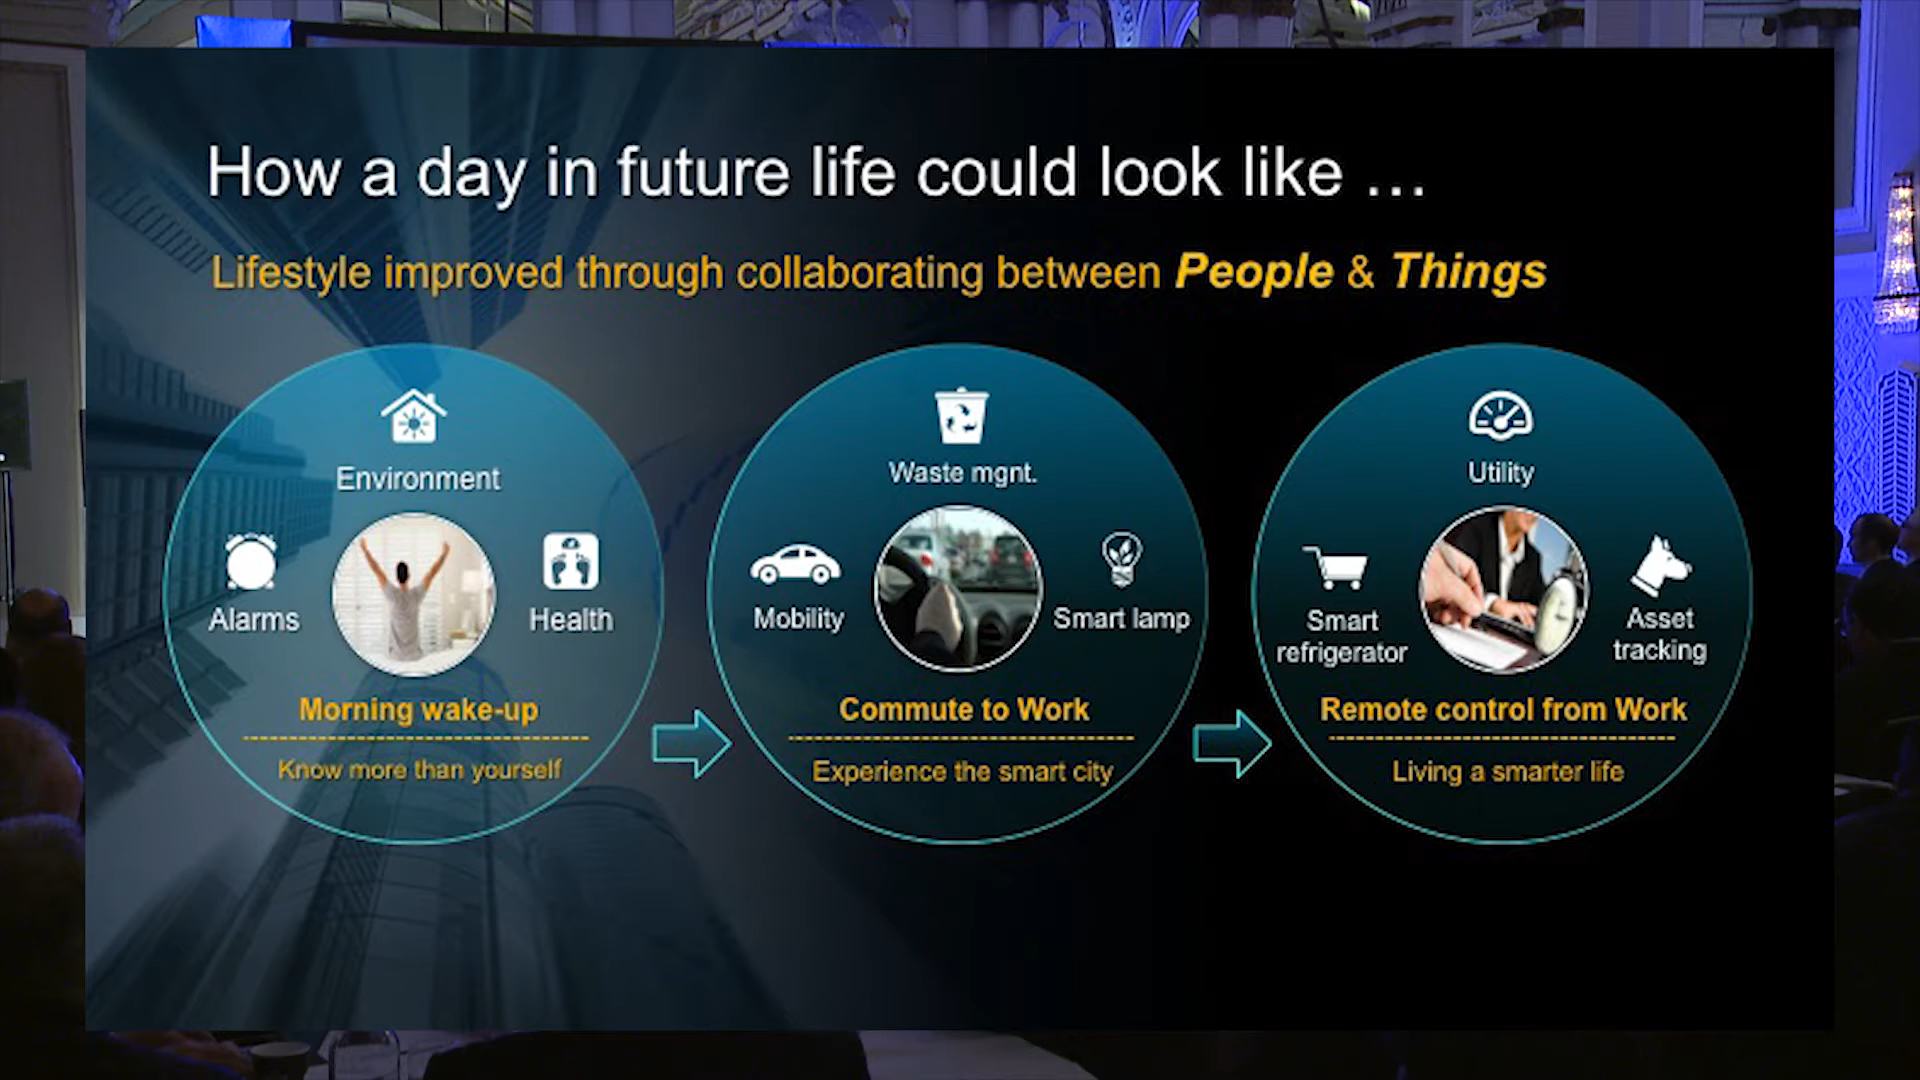 How a day in future life could look like ...
Lifestyle improved through collaborating between People & Things
Environment
Alarms
Health
Morning wake-up
Know more than yourself
Waste mgnt.
Mobility
Smart lamp
Commute to Work
Experience the smart city
Utility
Smart
refrigerator
Asset
tracking
Remote control from Work
Living a smarter life